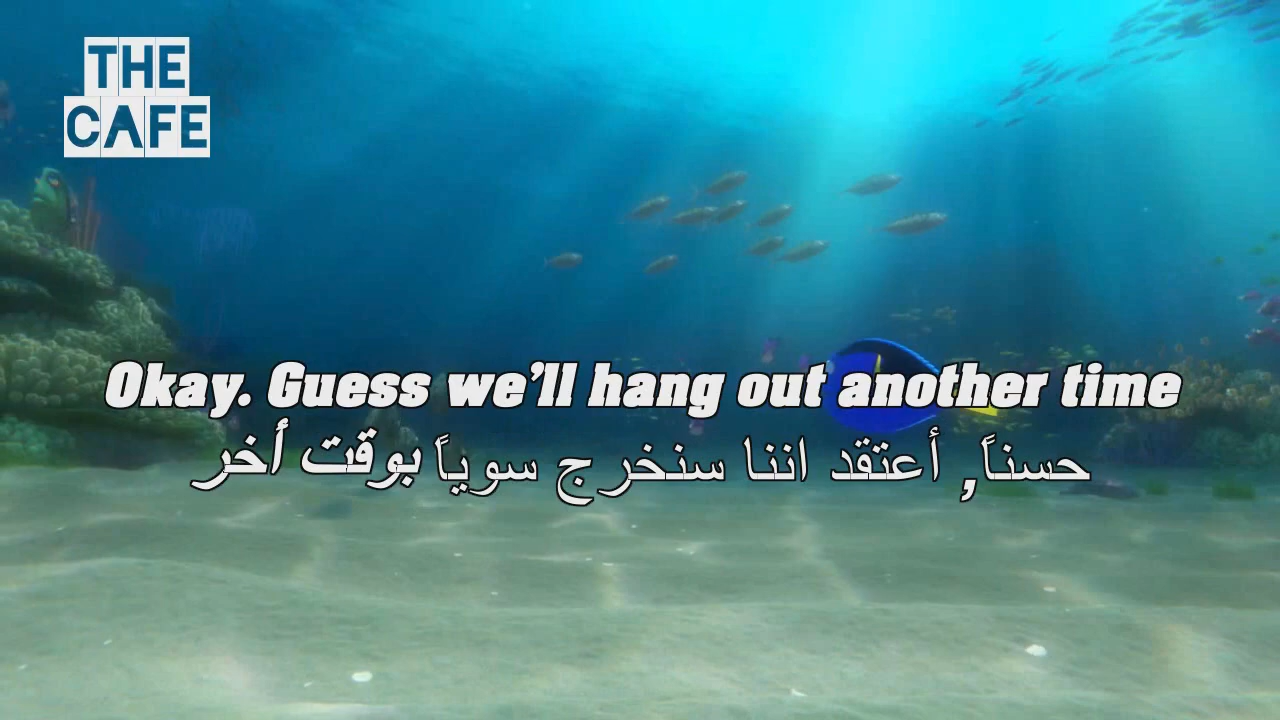 THE
CAFE
Okay. Guess we'll hang out another time
حسناً, أعتقد اننا سنخرج سوياً بوقت أخر